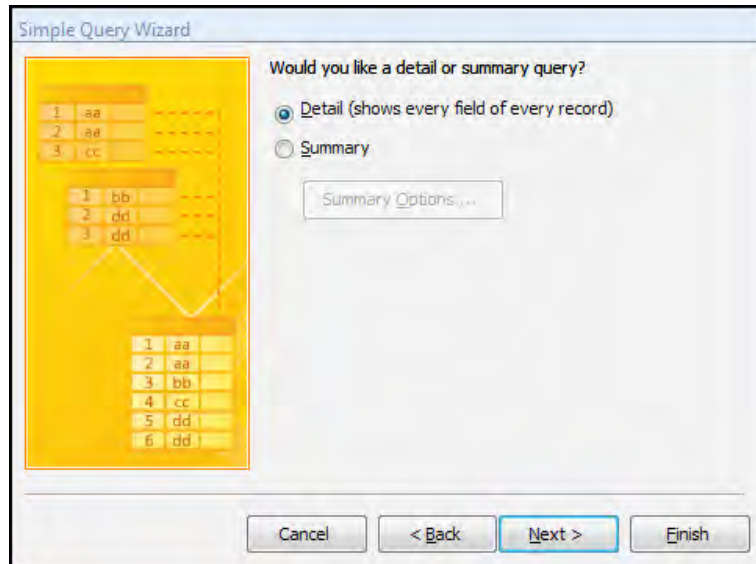 Simple Query Wizard
Would you like a detail or summary query?
Detail (shows every field of every record)
Summary
Summary Options ...
1 aa
2 aa
3 cc
1 bb
2 dd
3 dd
1 aa
2 aa
3 bb
4 cc
5 dd
6 dd
Cancel
< Back
Next >
Finish